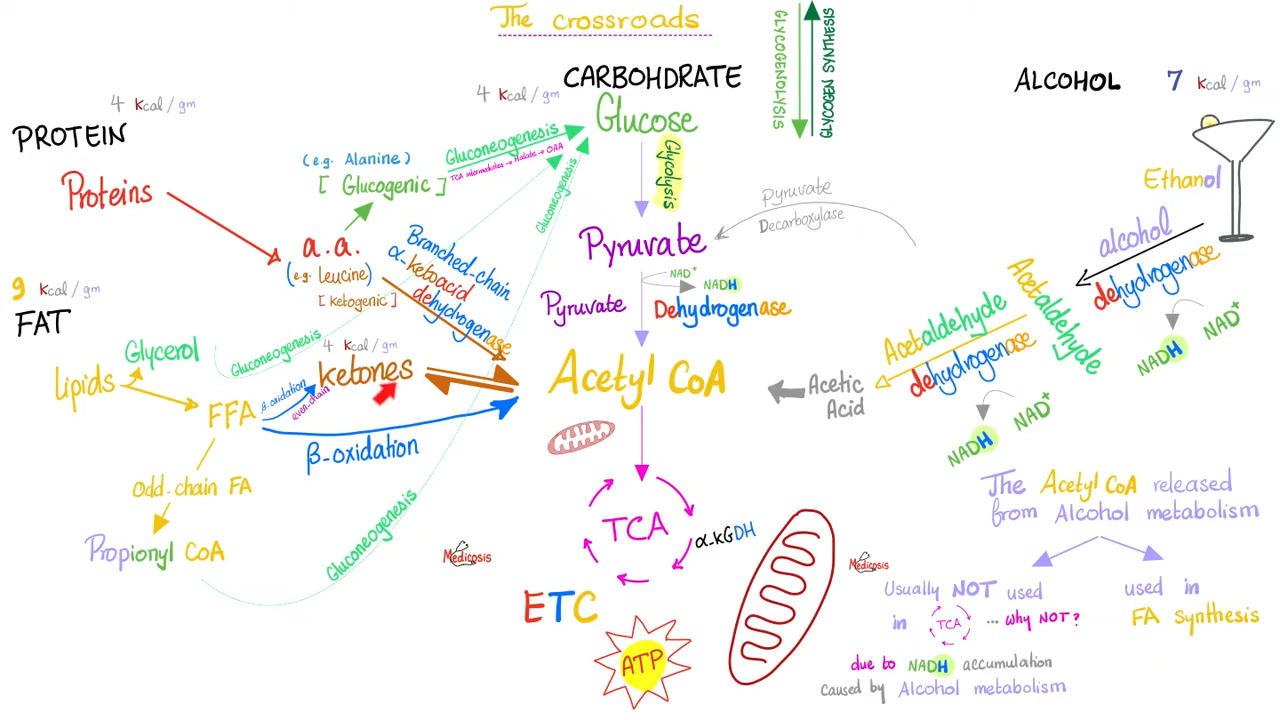 The crossroads
GLYCOGENOLYSIS
GLYCOGEN SYNTHESIS
CARBOHDRATE
4 Kcal / gm
Glucose
Glycolysis
Pyruvate
NAD+
NADH
Pyruvate Dehydrogenase
Acetyl CoA
TCA
α-KGDH
ETC
ATP
4 Kcal / gm
PROTEIN
Proteins
(e.g. Alanine)
[ Glucogenic ]
Gluconeogenesis
TCA intermediates → Malate → OAA
Gluconeogenesis
a.a.
(e.g. Leucine)
[ Ketogenic ]
Branched-chain
α-ketoacid
dehydrogenase
9 Kcal / gm
FAT
Glycerol
Gluconeogenesis
Lipids
FFA
β.oxidation
even-chain
4 Kcal / gm
ketones
β-oxidation
Odd.chain FA
Propionyl CoA
Gluconeogenesis
Medicosis
ALCOHOL 7 Kcal / gm
Ethanol
alcohol
dehydrogenase
NAD+
NADH
Acetaldehyde
Acetaldehyde
dehydrogenase
NAD+
NADH
Acetic
Acid
Pyruvate
Decarboxylase
The Acetyl CoA released
from Alcohol metabolism
Medicosis
Usually NOT used
in TCA ... why NOT?
due to NADH accumulation
caused by Alcohol metabolism
used in
FA synthesis